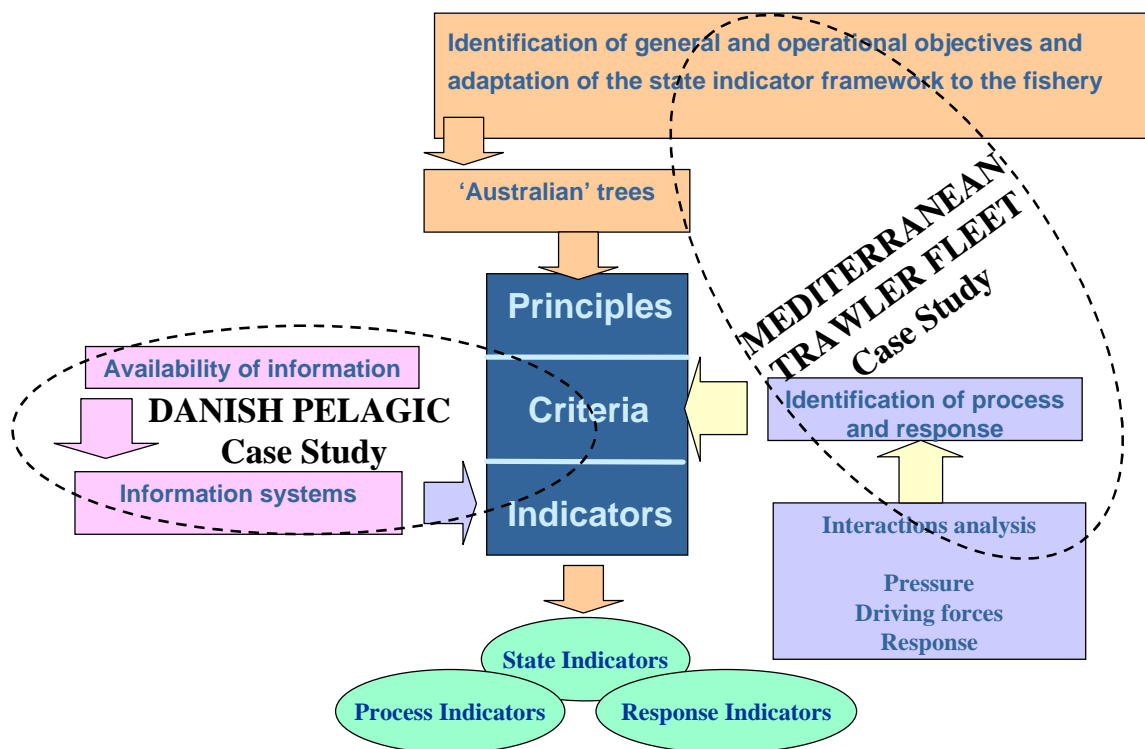 Identification of general and operational objectives and
adaptation of the state indicator framework to the fishery
‘Australian’ trees
Principles
Criteria
Indicators
Availability of information
DANISH PELAGIC
Case Study
Information systems
MEDITERRANEAN
TRAWLER FLEET
Case Study
Identification of process
and response
Interactions analysis
Pressure
Driving forces
Response
State Indicators
Process Indicators
Response Indicators